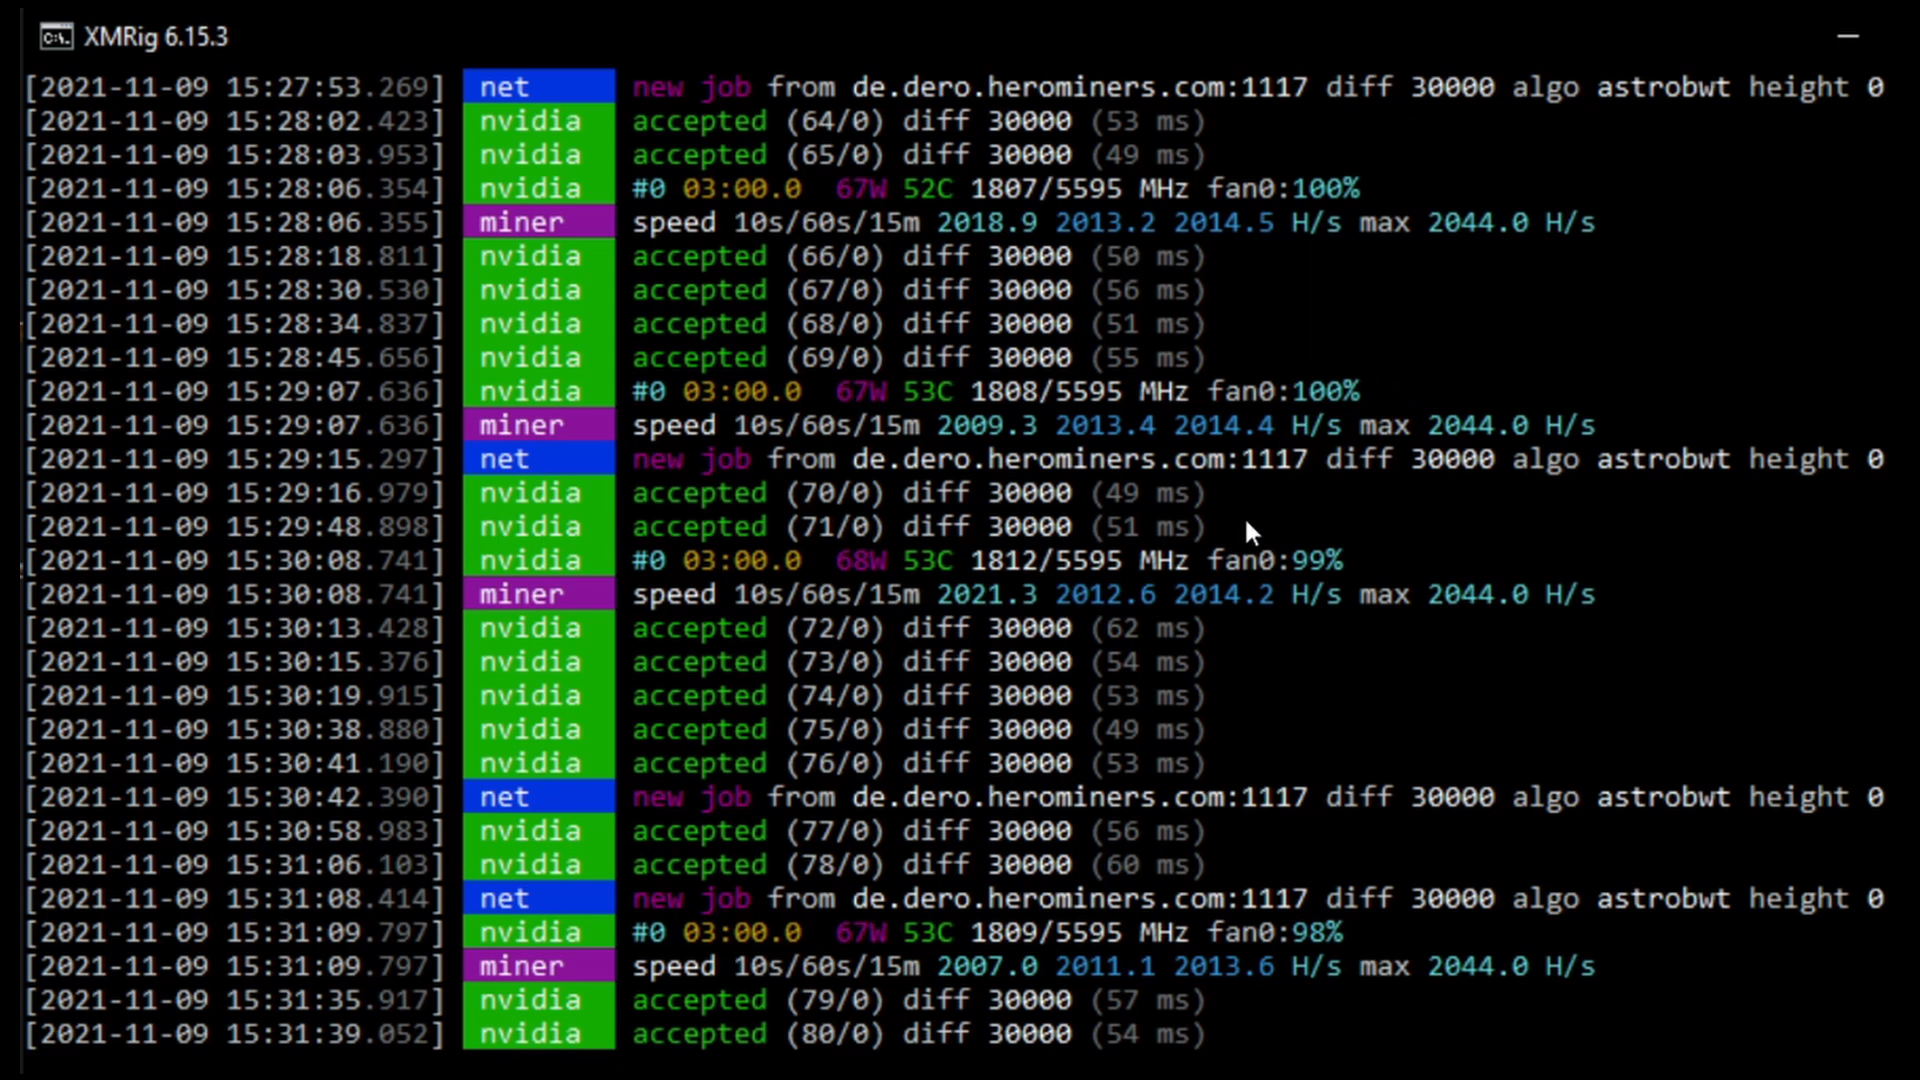 XMRig 6.15.3
[2021-11-09 15:27:53.269] net new job from de.dero.herominers.com:1117 diff 30000 algo astrobwt height 0
[2021-11-09 15:28:02.423] nvidia accepted (64/0) diff 30000 (53 ms)
[2021-11-09 15:28:03.953] nvidia accepted (65/0) diff 30000 (49 ms)
[2021-11-09 15:28:06.354] nvidia #0 03:00.0 67W 52C 1807/5595 MHz fan0:100%
[2021-11-09 15:28:06.355] miner speed 10s/60s/15m 2018.9 2013.2 2014.5 H/s max 2044.0 H/s
[2021-11-09 15:28:18.811] nvidia accepted (66/0) diff 30000 (50 ms)
[2021-11-09 15:28:30.530] nvidia accepted (67/0) diff 30000 (56 ms)
[2021-11-09 15:28:34.837] nvidia accepted (68/0) diff 30000 (51 ms)
[2021-11-09 15:28:45.656] nvidia accepted (69/0) diff 30000 (55 ms)
[2021-11-09 15:29:07.636] nvidia #0 03:00.0 67W 53C 1808/5595 MHz fan0:100%
[2021-11-09 15:29:07.636] miner speed 10s/60s/15m 2009.3 2013.4 2014.4 H/s max 2044.0 H/s
[2021-11-09 15:29:15.297] net new job from de.dero.herominers.com:1117 diff 30000 algo astrobwt height 0
[2021-11-09 15:29:16.979] nvidia accepted (70/0) diff 30000 (49 ms)
[2021-11-09 15:29:48.898] nvidia accepted (71/0) diff 30000 (51 ms)
[2021-11-09 15:30:08.741] nvidia #0 03:00.0 68W 53C 1812/5595 MHz fan0:99%
[2021-11-09 15:30:08.741] miner speed 10s/60s/15m 2021.3 2012.6 2014.2 H/s max 2044.0 H/s
[2021-11-09 15:30:13.428] nvidia accepted (72/0) diff 30000 (62 ms)
[2021-11-09 15:30:15.376] nvidia accepted (73/0) diff 30000 (54 ms)
[2021-11-09 15:30:19.915] nvidia accepted (74/0) diff 30000 (53 ms)
[2021-11-09 15:30:38.880] nvidia accepted (75/0) diff 30000 (49 ms)
[2021-11-09 15:30:41.190] nvidia accepted (76/0) diff 30000 (53 ms)
[2021-11-09 15:30:42.390] net new job from de.dero.herominers.com:1117 diff 30000 algo astrobwt height 0
[2021-11-09 15:30:58.983] nvidia accepted (77/0) diff 30000 (56 ms)
[2021-11-09 15:31:06.103] nvidia accepted (78/0) diff 30000 (60 ms)
[2021-11-09 15:31:08.414] net new job from de.dero.herominers.com:1117 diff 30000 algo astrobwt height 0
[2021-11-09 15:31:09.797] nvidia #0 03:00.0 67W 53C 1809/5595 MHz fan0:98%
[2021-11-09 15:31:09.797] miner speed 10s/60s/15m 2007.0 2011.1 2013.6 H/s max 2044.0 H/s
[2021-11-09 15:31:35.917] nvidia accepted (79/0) diff 30000 (57 ms)
[2021-11-09 15:31:39.052] nvidia accepted (80/0) diff 30000 (54 ms)